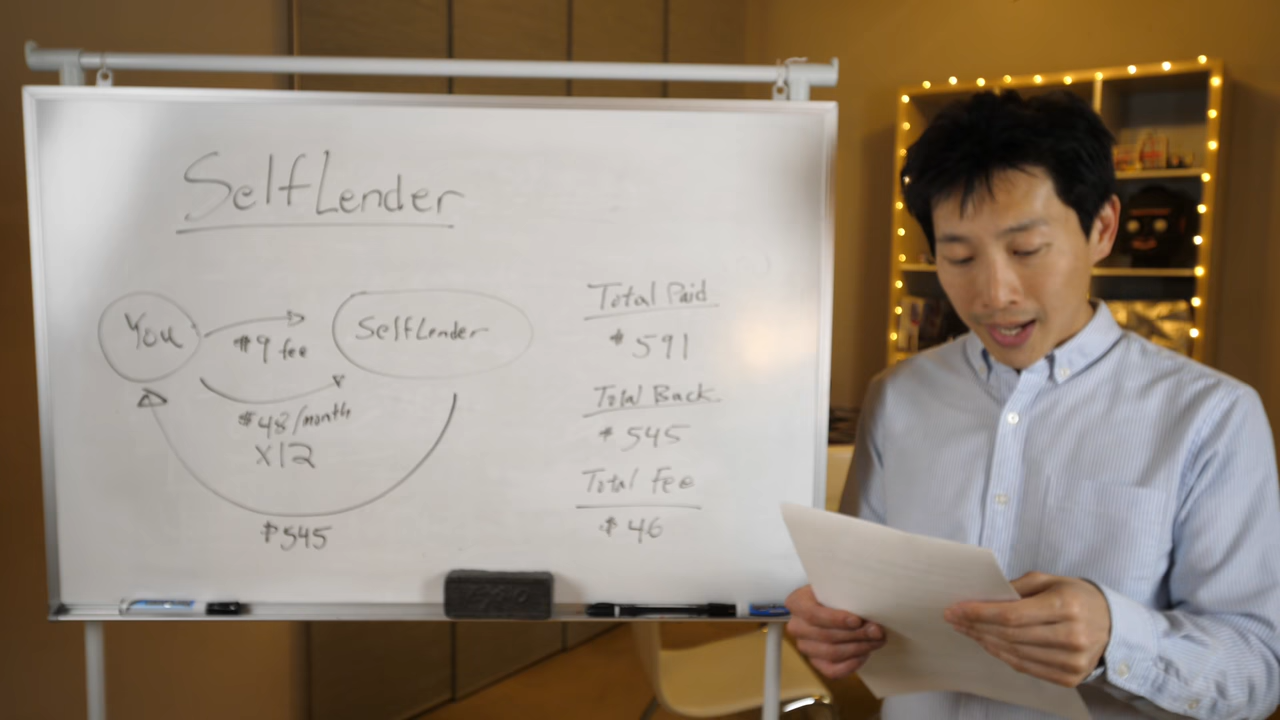 SelfLender
You
$9 fee
SelfLender
$48/month
x12
$545
Total Paid
$591
Total Back
$545
Total Fee
$46